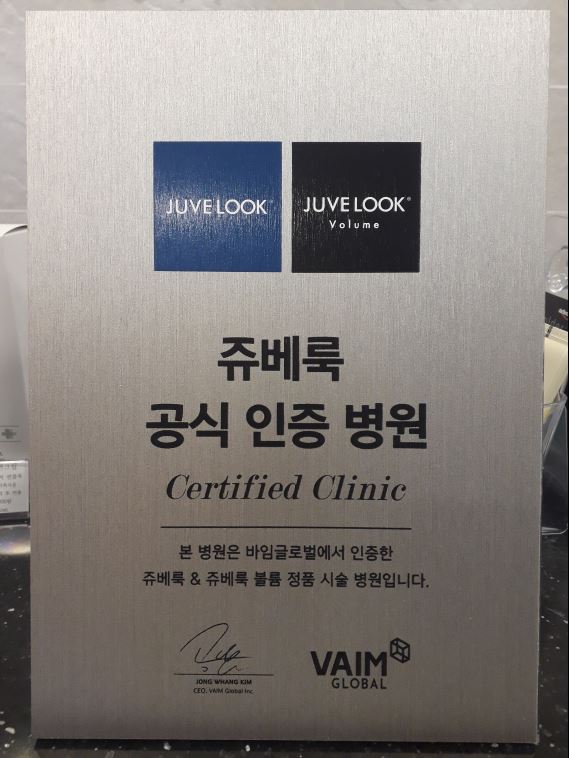 JUVELOOK®
JUVELOOK®
Volume
쥬베룩
공식 인증 병원
Certified Clinic
본 병원은 바임글로벌에서 인증한
쥬베룩 & 쥬베룩 볼륨 정품 시술 병원입니다.
JONG WHANG KIM
CEO, VAIM Global Inc.
VAIM
GLOBAL